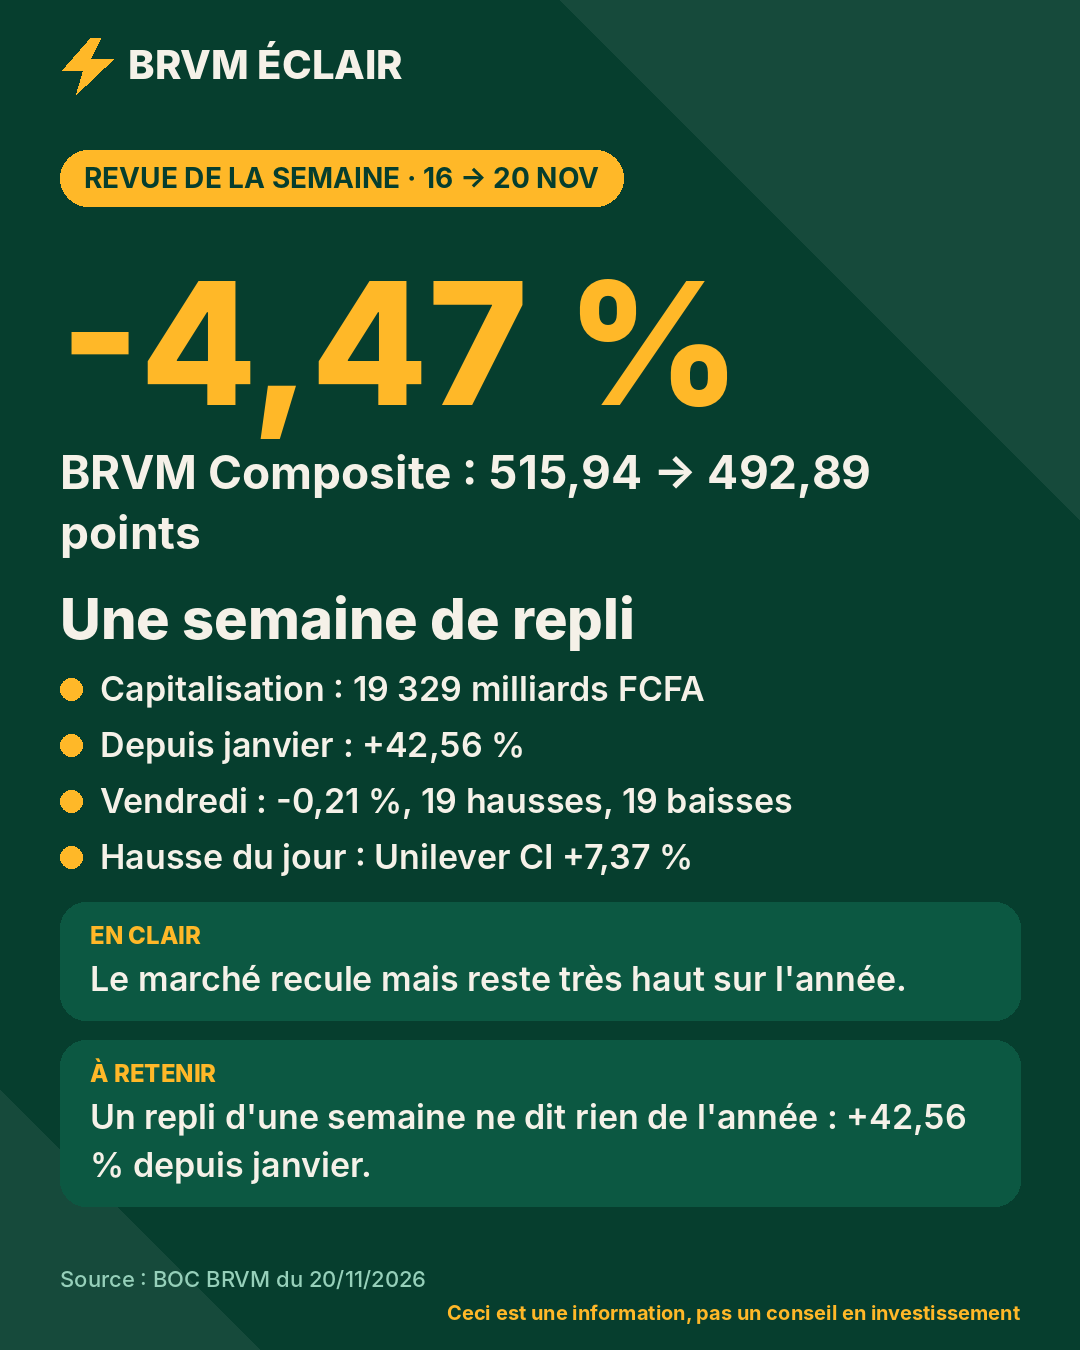 BRVM ÉCLAIR
REVUE DE LA SEMAINE · 16 → 20 NOV
-4,47 %
BRVM Composite : 515,94 → 492,89
points
Une semaine de repli
Capitalisation : 19 329 milliards FCFA
Depuis janvier : +42,56 %
Vendredi : -0,21 %, 19 hausses, 19 baisses
Hausse du jour : Unilever CI +7,37 %
EN CLAIR
Le marché recule mais reste très haut sur l'année.
À RETENIR
Un repli d'une semaine ne dit rien de l'année : +42,56
% depuis janvier.
Source : BOC BRVM du 20/11/2026
Ceci est une information, pas un conseil en investissement